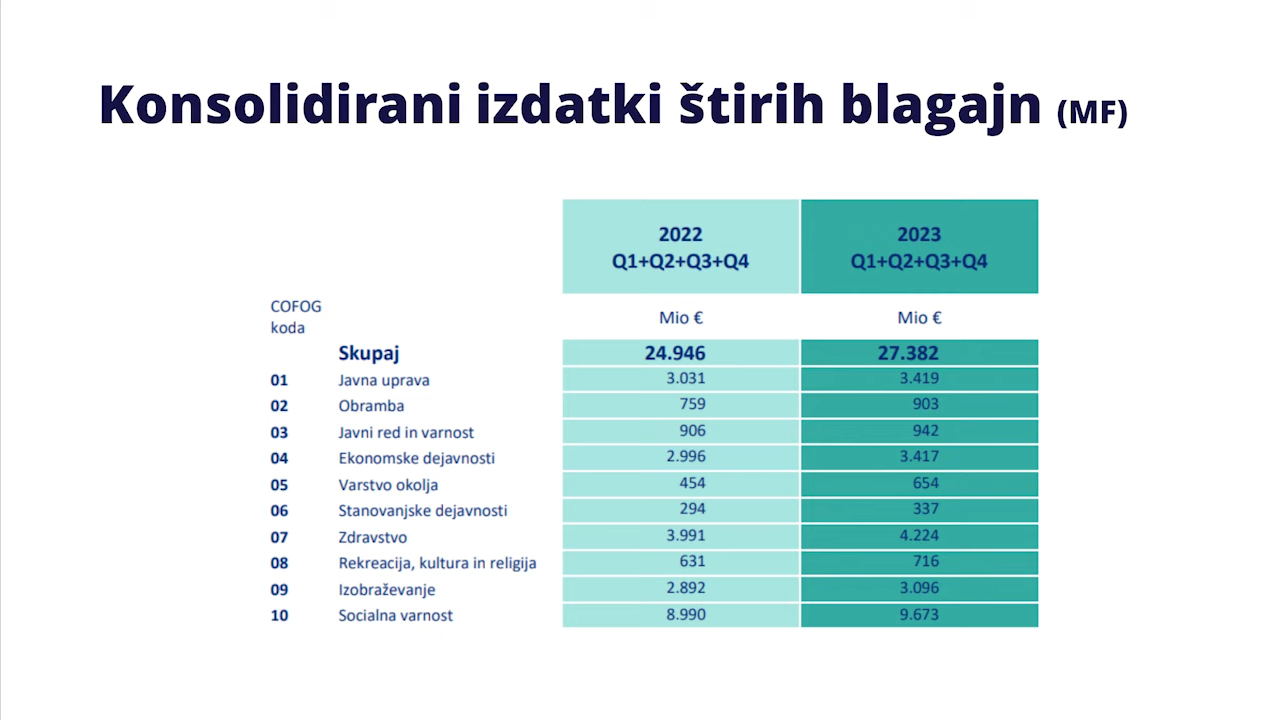 Konsolidirani izdatki štirih blagajn (MF)
2022 2023
Q1+Q2+Q3+Q4 Q1+Q2+Q3+Q4
COFOG
koda Mio € Mio €
Skupaj 24.946 27.382
01 Javna uprava 3.031 3.419
02 Obramba 759 903
03 Javni red in varnost 906 942
04 Ekonomske dejavnosti 2.996 3.417
05 Varstvo okolja 454 654
06 Stanovanjske dejavnosti 294 337
07 Zdravstvo 3.991 4.224
08 Rekreacija, kultura in religija 631 716
09 Izobraževanje 2.892 3.096
10 Socialna varnost 8.990 9.673